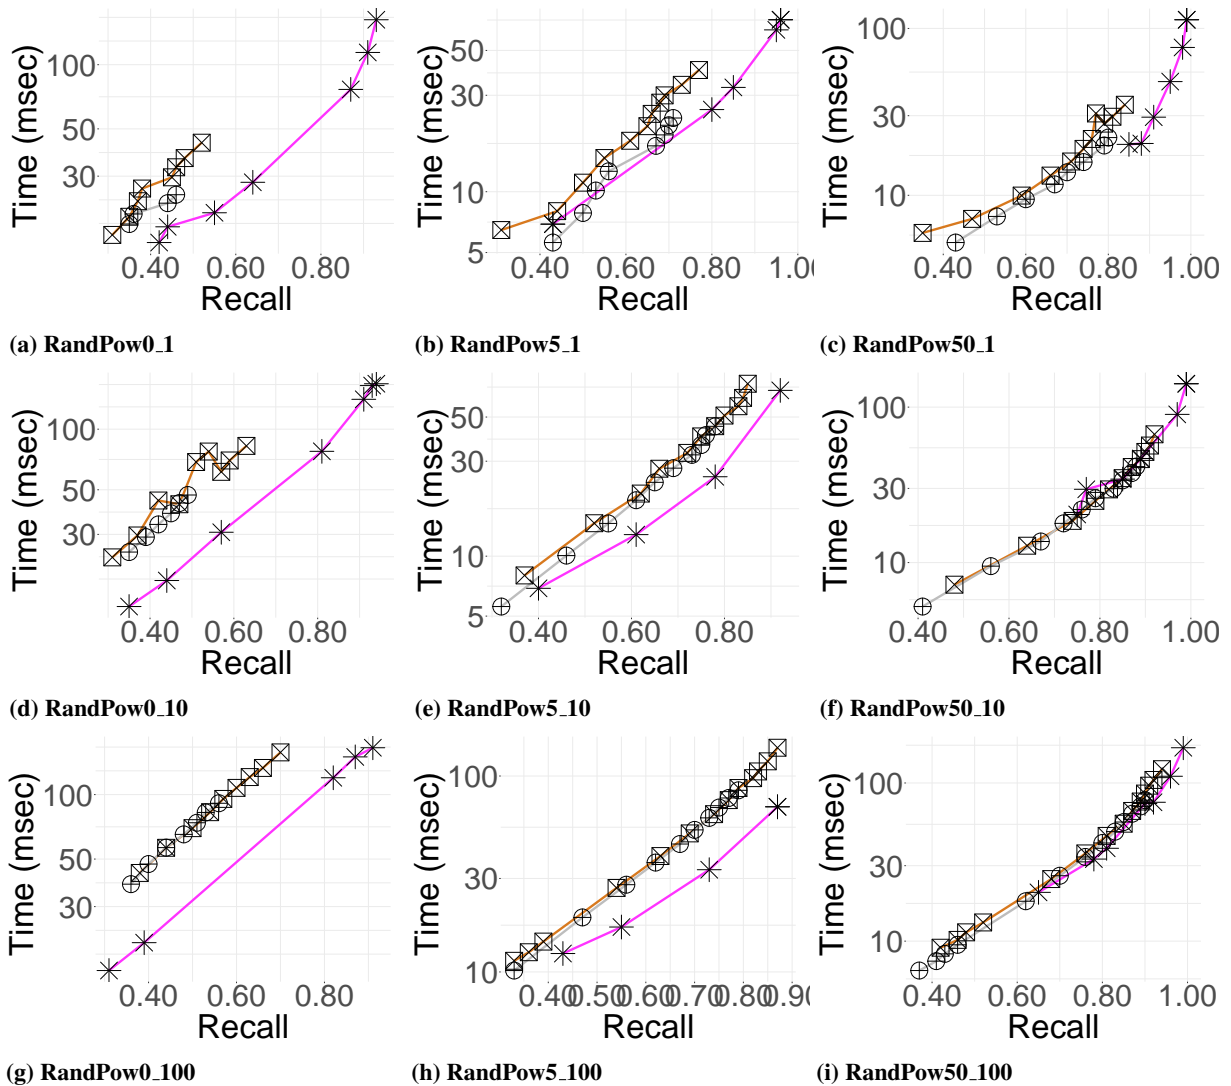 Time (msec)
100
50
30
0.40 0.60 0.80
Recall
(a) RandPow0_1
Time (msec)
50
30
10
5
0.40 0.60 0.80 1.0
Recall
(b) RandPow5_1
Time (msec)
100
30
10
0.40 0.60 0.80 1.00
Recall
(c) RandPow50_1
Time (msec)
100
50
30
0.40 0.60 0.80
Recall
(d) RandPow0_10
Time (msec)
50
30
10
5
0.40 0.60 0.80
Recall
(e) RandPow5_10
Time (msec)
100
30
10
0.40 0.60 0.80 1.00
Recall
(f) RandPow50_10
Time (msec)
100
50
30
0.40 0.60 0.80
Recall
(g) RandPow0_100
Time (msec)
100
30
10
0.40 0.50 0.60 0.70 0.80 0.90
Recall
(h) RandPow5_100
Time (msec)
100
30
10
0.40 0.60 0.80 1.00
Recall
(i) RandPow50_100